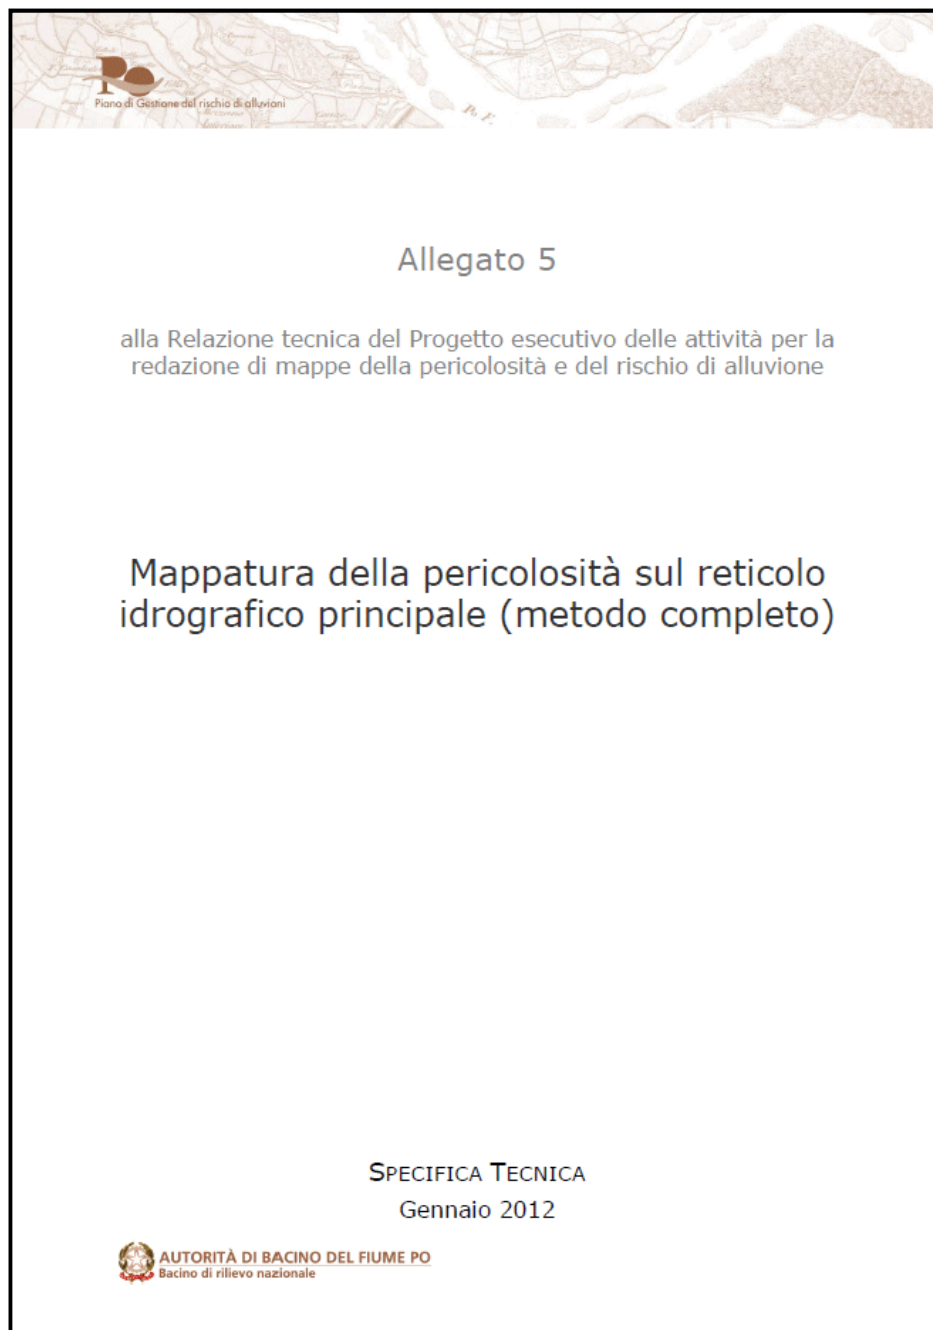 Po
Piano di Gestione del rischio di alluvioni
Po F.
Allegato 5
alla Relazione tecnica del Progetto esecutivo delle attività per la
redazione di mappe della pericolosità e del rischio di alluvione
Mappatura della pericolosità sul reticolo
idrografico principale (metodo completo)
SPECIFICA TECNICA
Gennaio 2012
AUTORITÀ DI BACINO DEL FIUME PO
Bacino di rilievo nazionale